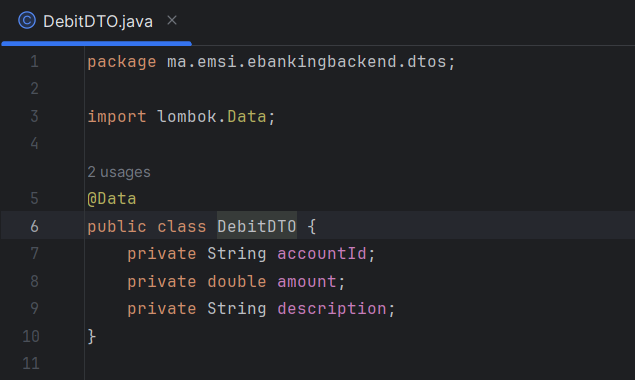 DebitDTO.java
1 package ma.emsi.ebankingbackend.dtos;
2
3 import lombok.Data;
4
2 usages
5 @Data
6 public class DebitDTO {
7     private String accountId;
8     private double amount;
9     private String description;
10 }
11